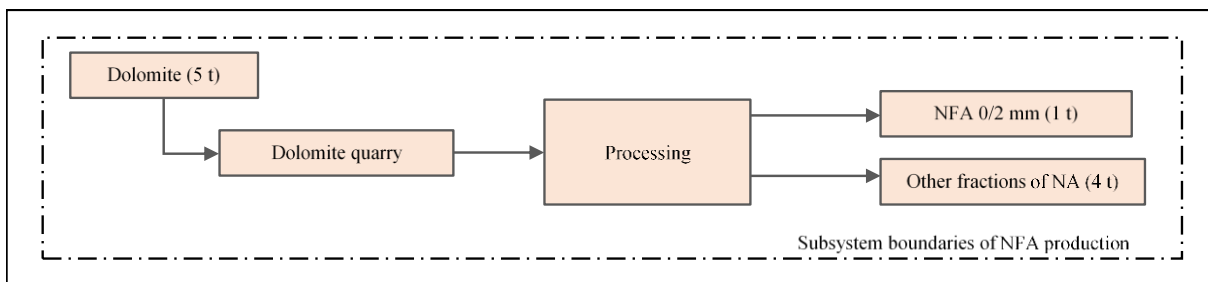 Dolomite (5 t)
Dolomite quarry
Processing
NFA 0/2 mm (1 t)
Other fractions of NA (4 t)
Subsystem boundaries of NFA production